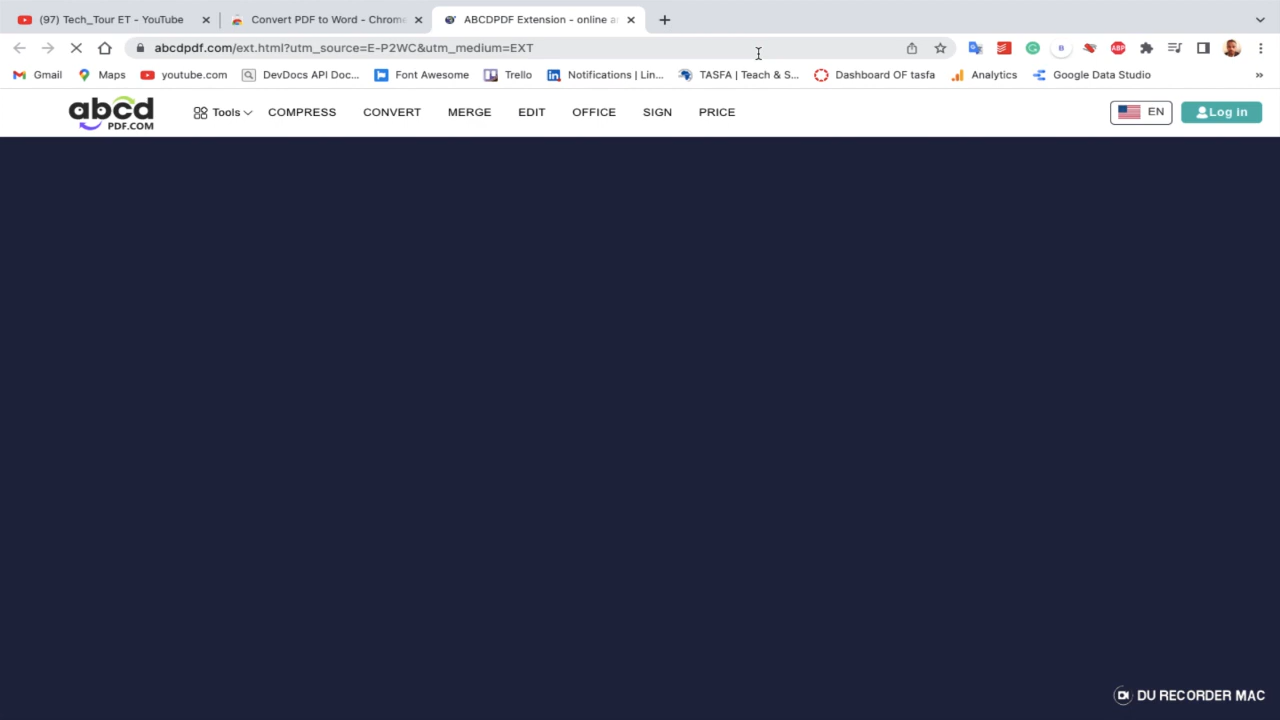 (97) Tech_Tour ET - YouTube
Convert PDF to Word - Chrome
ABCDPDF Extension - online a
abcdpdf.com/ext.html?utm_source=E-P2WC&utm_medium=EXT
B
ABP
Gmail
Maps
youtube.com
DevDocs API Doc...
Font Awesome
Trello
Notifications | Lin...
TASFA | Teach & S...
Dashboard OF tasfa
Analytics
Google Data Studio
»
abcd
PDF.COM
Tools
COMPRESS
CONVERT
MERGE
EDIT
OFFICE
SIGN
PRICE
EN
Log in
DU RECORDER MAC